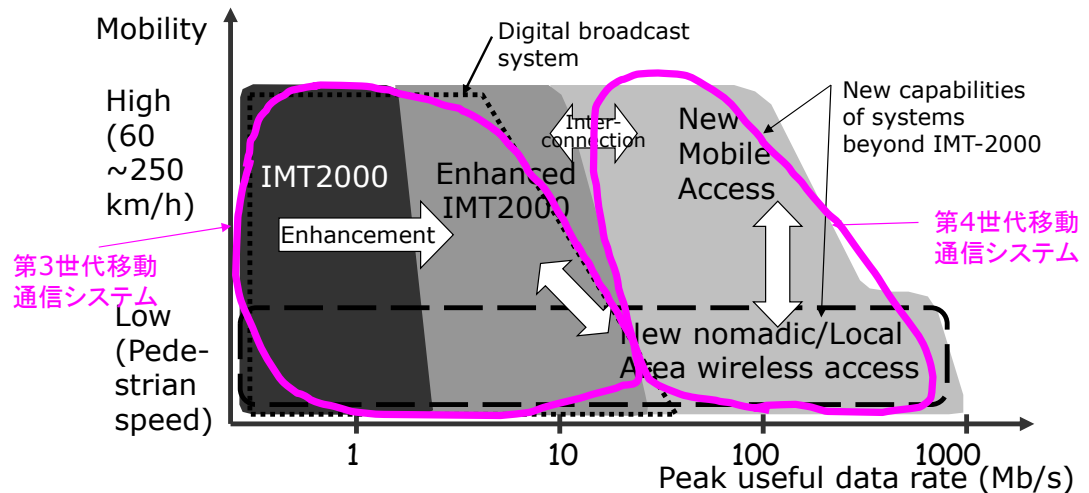 Mobility
Digital broadcast
system
High
(60
~250
km/h)
IMT2000
Enhanced
IMT2000
Inter-
connection
New
Mobile
Access
New capabilities
of systems
beyond IMT-2000
Enhancement
第3世代移動
通信システム
第4世代移動
通信システム
Low
(Pede-
strian
speed)
New nomadic/Local
Area wireless access
1
10
100
1000
Peak useful data rate (Mb/s)